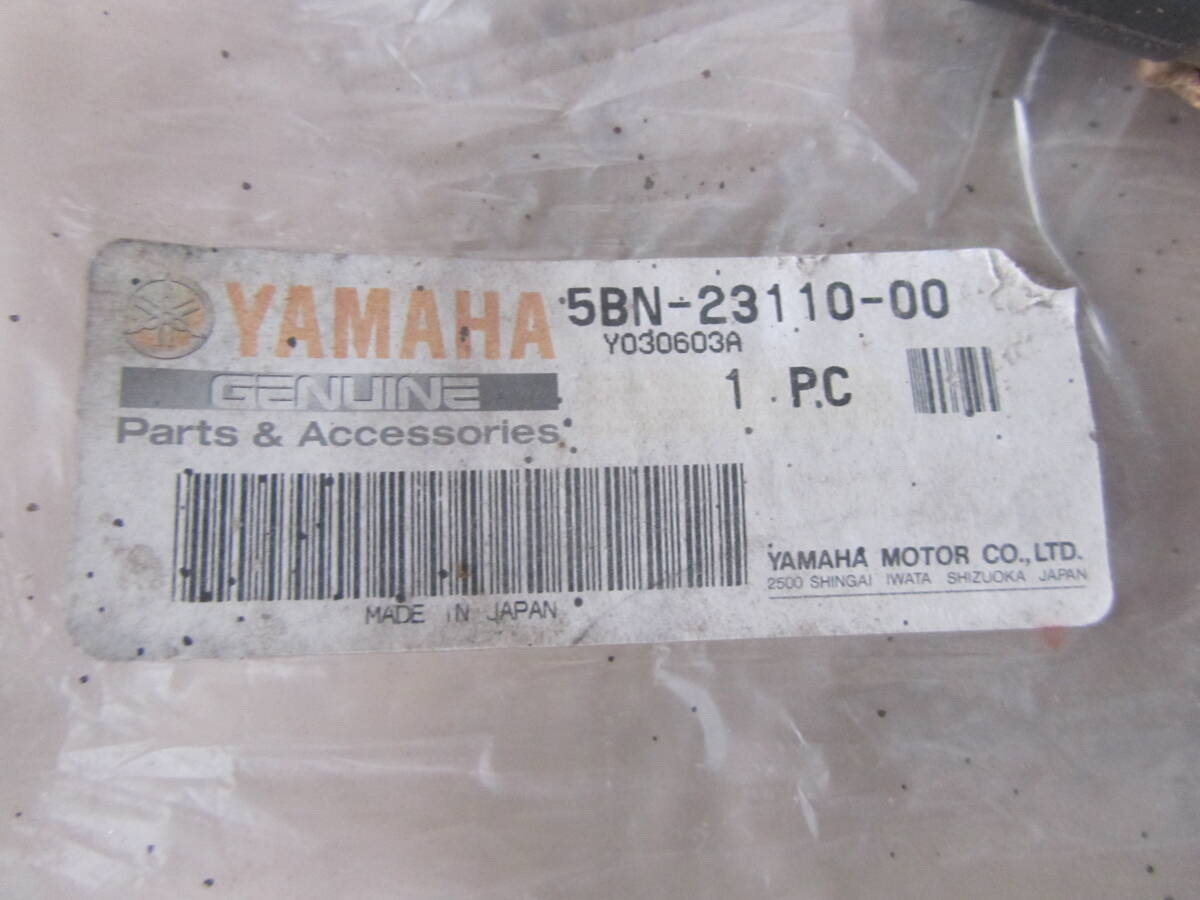 YAMAHA
GENUINE
Parts & Accessories
5BN-23110-00
Y030603A
1 PC
MADE IN JAPAN
YAMAHA MOTOR CO.,LTD.
2500 SHINGAI IWATA SHIZUOKA JAPAN